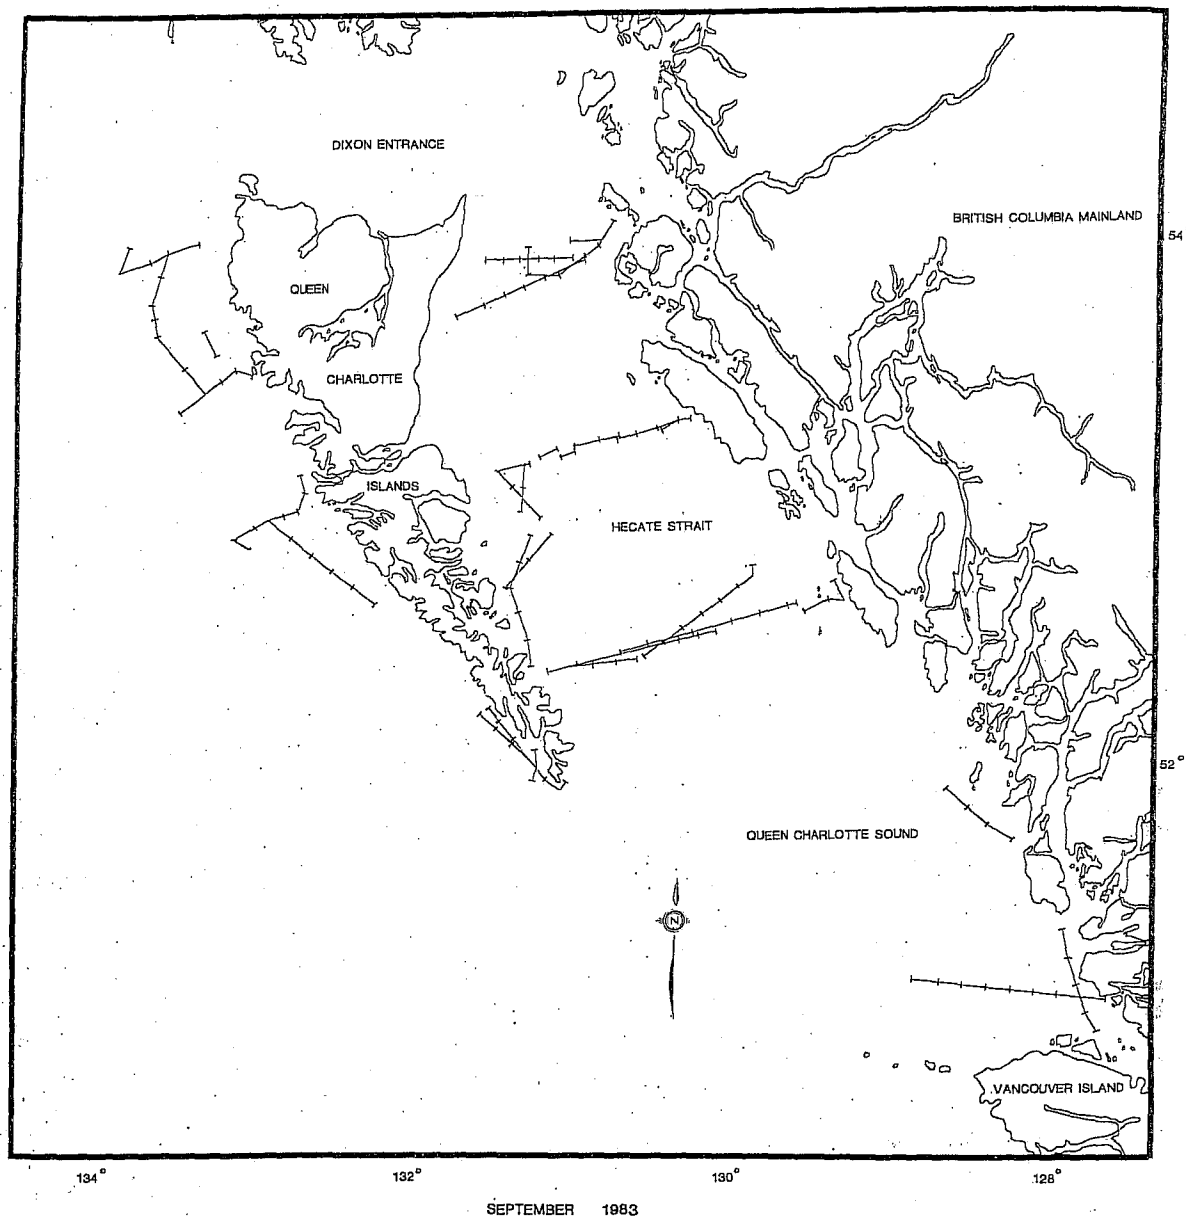 DIXON ENTRANCE
BRITISH COLUMBIA MAINLAND
54
QUEEN
CHARLOTTE
ISLANDS
HECATE STRAIT
52°
QUEEN CHARLOTTE SOUND
N
VANCOUVER ISLAND
134° 132° 130° 128°
SEPTEMBER 1983